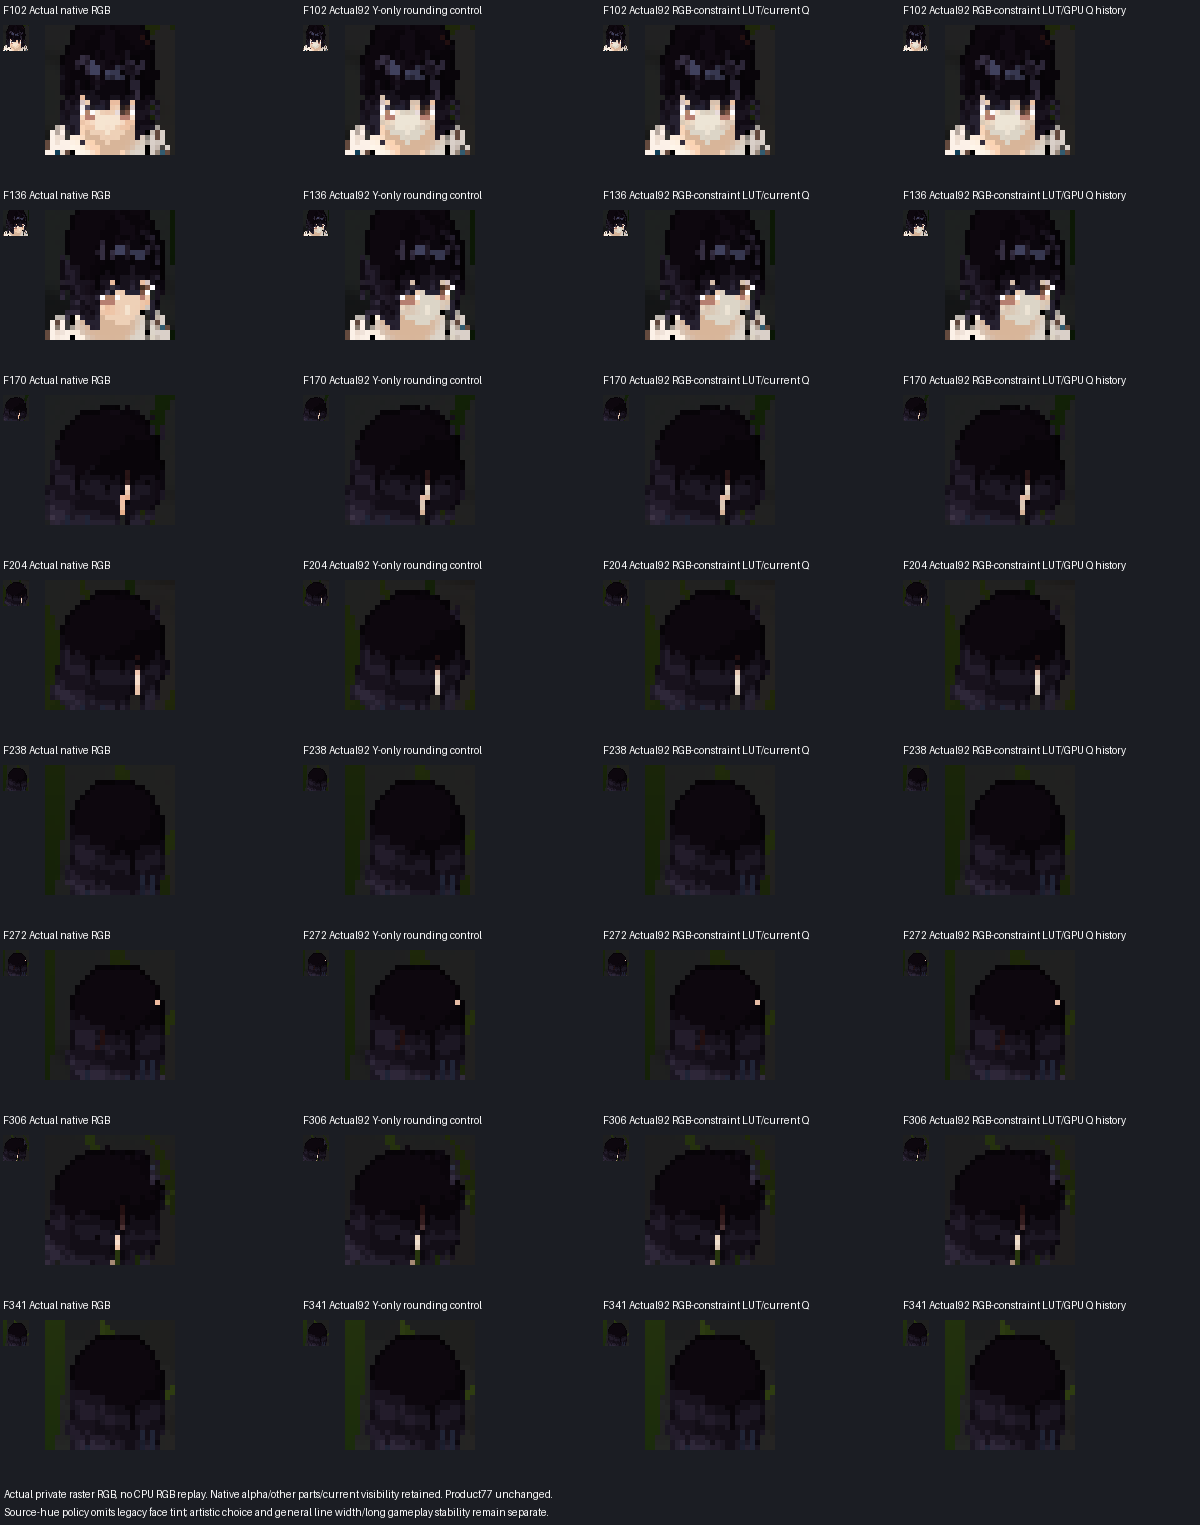 F102 Actual native RGB
F102 Actual92 Y-only rounding control
F102 Actual92 RGB-constraint LUT/current Q
F102 Actual92 RGB-constraint LUT/GPU Q history
F136 Actual native RGB
F136 Actual92 Y-only rounding control
F136 Actual92 RGB-constraint LUT/current Q
F136 Actual92 RGB-constraint LUT/GPU Q history
F170 Actual native RGB
F170 Actual92 Y-only rounding control
F170 Actual92 RGB-constraint LUT/current Q
F170 Actual92 RGB-constraint LUT/GPU Q history
F204 Actual native RGB
F204 Actual92 Y-only rounding control
F204 Actual92 RGB-constraint LUT/current Q
F204 Actual92 RGB-constraint LUT/GPU Q history
F238 Actual native RGB
F238 Actual92 Y-only rounding control
F238 Actual92 RGB-constraint LUT/current Q
F238 Actual92 RGB-constraint LUT/GPU Q history
F272 Actual native RGB
F272 Actual92 Y-only rounding control
F272 Actual92 RGB-constraint LUT/current Q
F272 Actual92 RGB-constraint LUT/GPU Q history
F306 Actual native RGB
F306 Actual92 Y-only rounding control
F306 Actual92 RGB-constraint LUT/current Q
F306 Actual92 RGB-constraint LUT/GPU Q history
F341 Actual native RGB
F341 Actual92 Y-only rounding control
F341 Actual92 RGB-constraint LUT/current Q
F341 Actual92 RGB-constraint LUT/GPU Q history
Actual private raster RGB, no CPU RGB replay. Native alpha/other parts/current visibility retained. Product77 unchanged.
Source-hue policy omits legacy face tint; artistic choice and general line width/long gameplay stability remain separate.